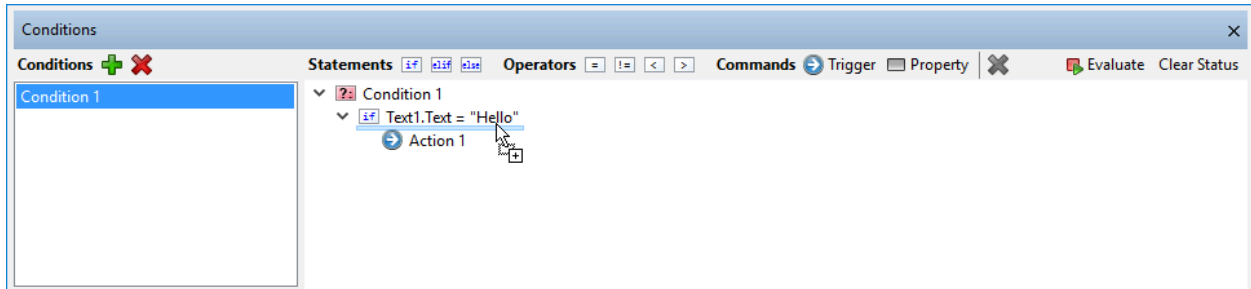 Conditions
Conditions Statements if elif else Operators = != < > Commands Trigger Property Evaluate Clear Status
Condition 1
?: Condition 1
if Text1.Text = "Hello"
Action 1